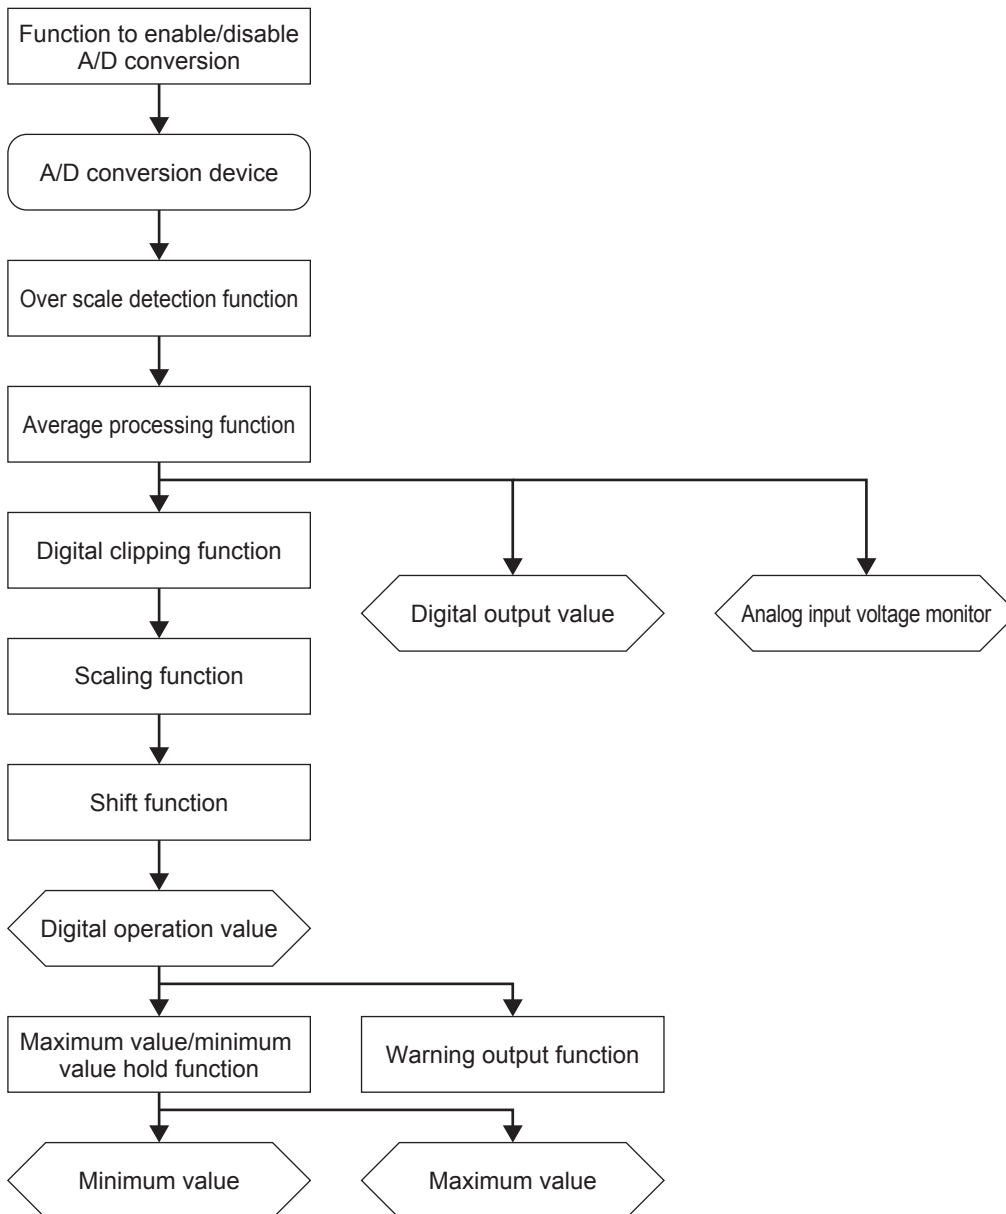 Function to enable/disable
A/D conversion
A/D conversion device
Over scale detection function
Average processing function
Digital clipping function
Digital output value
Analog input voltage monitor
Scaling function
Shift function
Digital operation value
Maximum value/minimum
value hold function
Warning output function
Minimum value
Maximum value